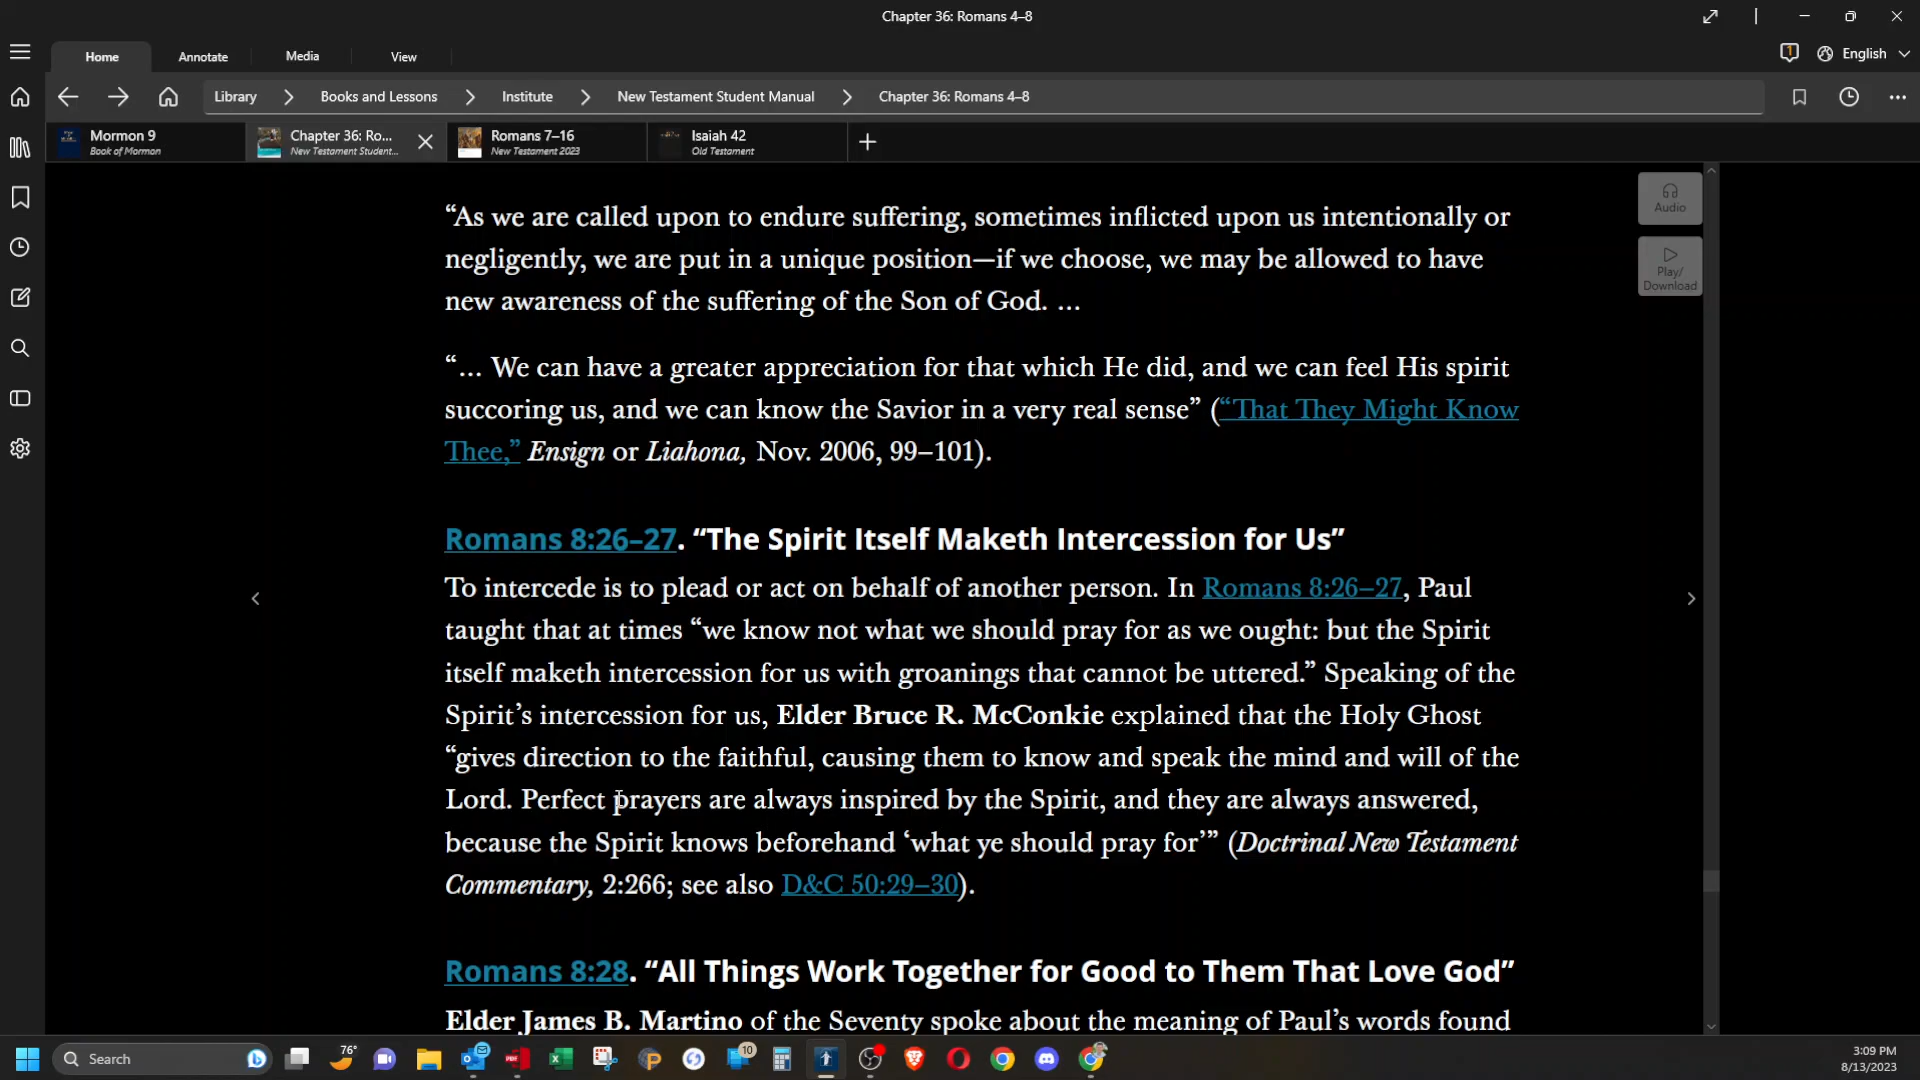 Chapter 36: Romans 4–8
Home
Annotate
Media
View
1
English
Library
Books and Lessons
Institute
New Testament Student Manual
Chapter 36: Romans 4–8
Mormon 9
Book of Mormon
Chapter 36: Ro...
New Testament Student...
Romans 7–16
New Testament 2023
Isaiah 42
Old Testament
Audio
Play/
Download
“As we are called upon to endure suffering, sometimes inflicted upon us intentionally or
negligently, we are put in a unique position—if we choose, we may be allowed to have
new awareness of the suffering of the Son of God. …
“… We can have a greater appreciation for that which He did, and we can feel His spirit
succoring us, and we can know the Savior in a very real sense” (“That They Might Know
Thee,” Ensign or Liahona, Nov. 2006, 99–101).
Romans 8:26–27. “The Spirit Itself Maketh Intercession for Us”
To intercede is to plead or act on behalf of another person. In Romans 8:26–27, Paul
taught that at times “we know not what we should pray for as we ought: but the Spirit
itself maketh intercession for us with groanings that cannot be uttered.” Speaking of the
Spirit’s intercession for us, Elder Bruce R. McConkie explained that the Holy Ghost
“gives direction to the faithful, causing them to know and speak the mind and will of the
Lord. Perfect prayers are always inspired by the Spirit, and they are always answered,
because the Spirit knows beforehand ‘what ye should pray for’” (Doctrinal New Testament
Commentary, 2:266; see also D&C 50:29–30).
Romans 8:28. “All Things Work Together for Good to Them That Love God”
Elder James B. Martino of the Seventy spoke about the meaning of Paul’s words found
Search
76°
PDF
10
3:09 PM
8/13/2023